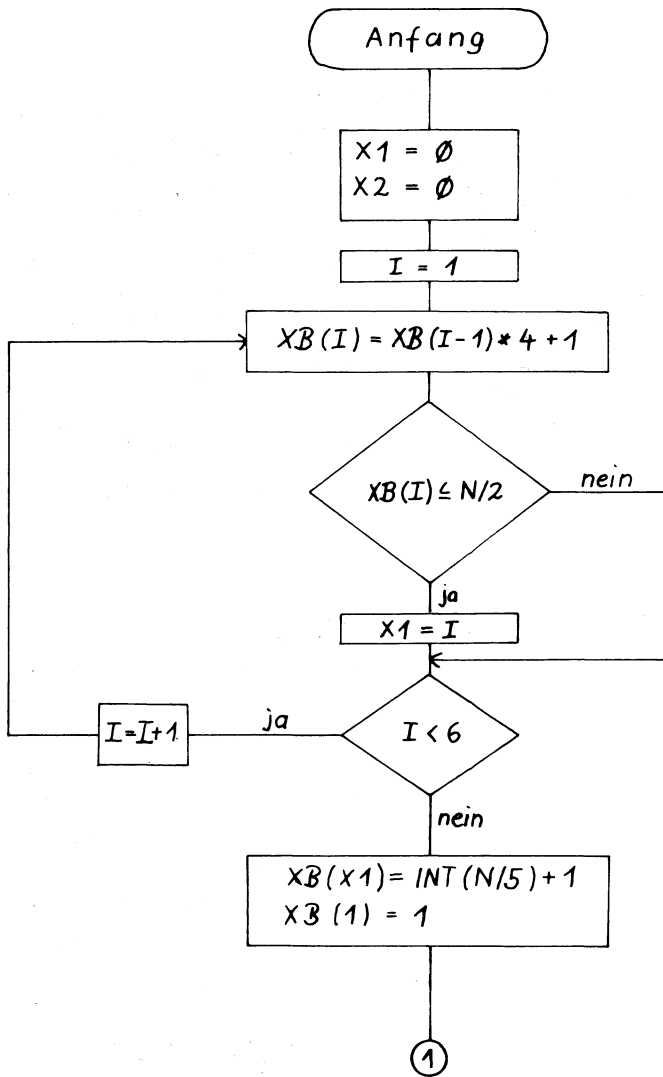 Anfang
X1 = Ø
X2 = Ø
I = 1
XB(I) = XB(I-1)* 4 + 1
XB(I) ≤ N/2
nein
ja
X1 = I
I < 6
ja
I=I+1
nein
XB(X1) = INT(N/5) + 1
XB(1) = 1
1